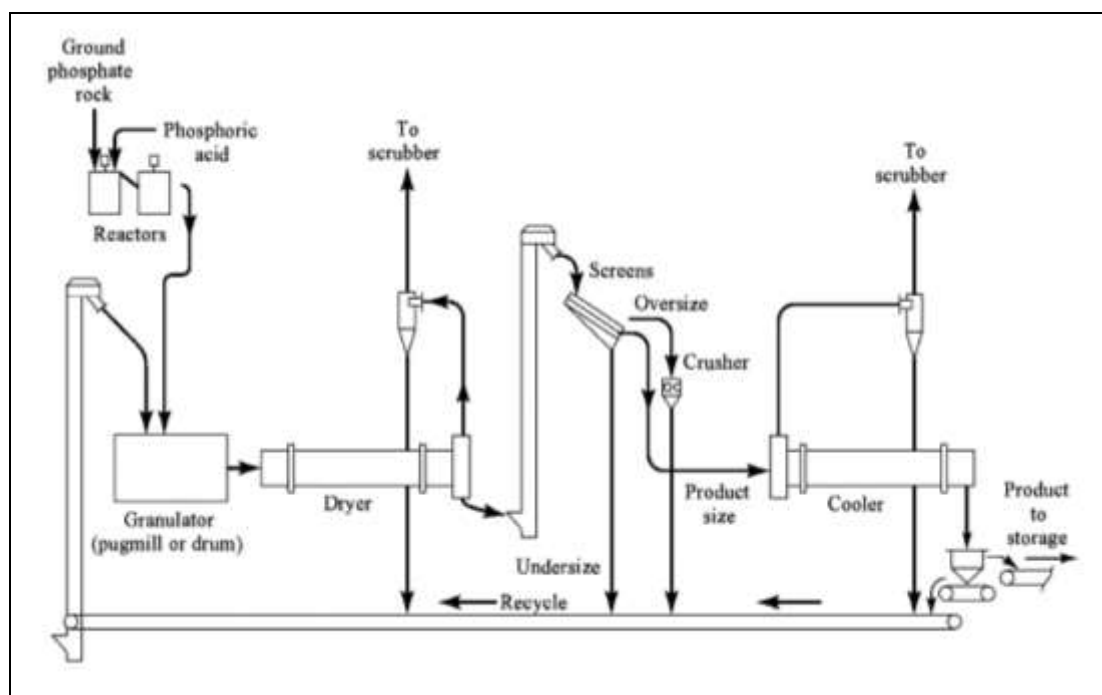 Ground
phosphate
rock
Phosphoric
acid
Reactors
To
scrubber
To
scrubber
Screens
Oversize
Crusher
Granulator
(pugmill or drum)
Dryer
Product
size
Cooler
Product
to
storage
Undersize
Recycle